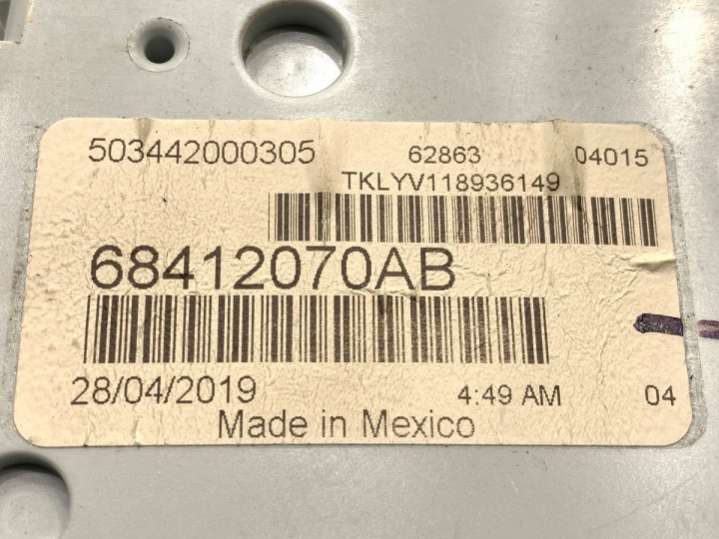 503442000305 62863 04015
TKLYV118936149
68412070AB
28/04/2019 4:49 AM 04
Made in Mexico